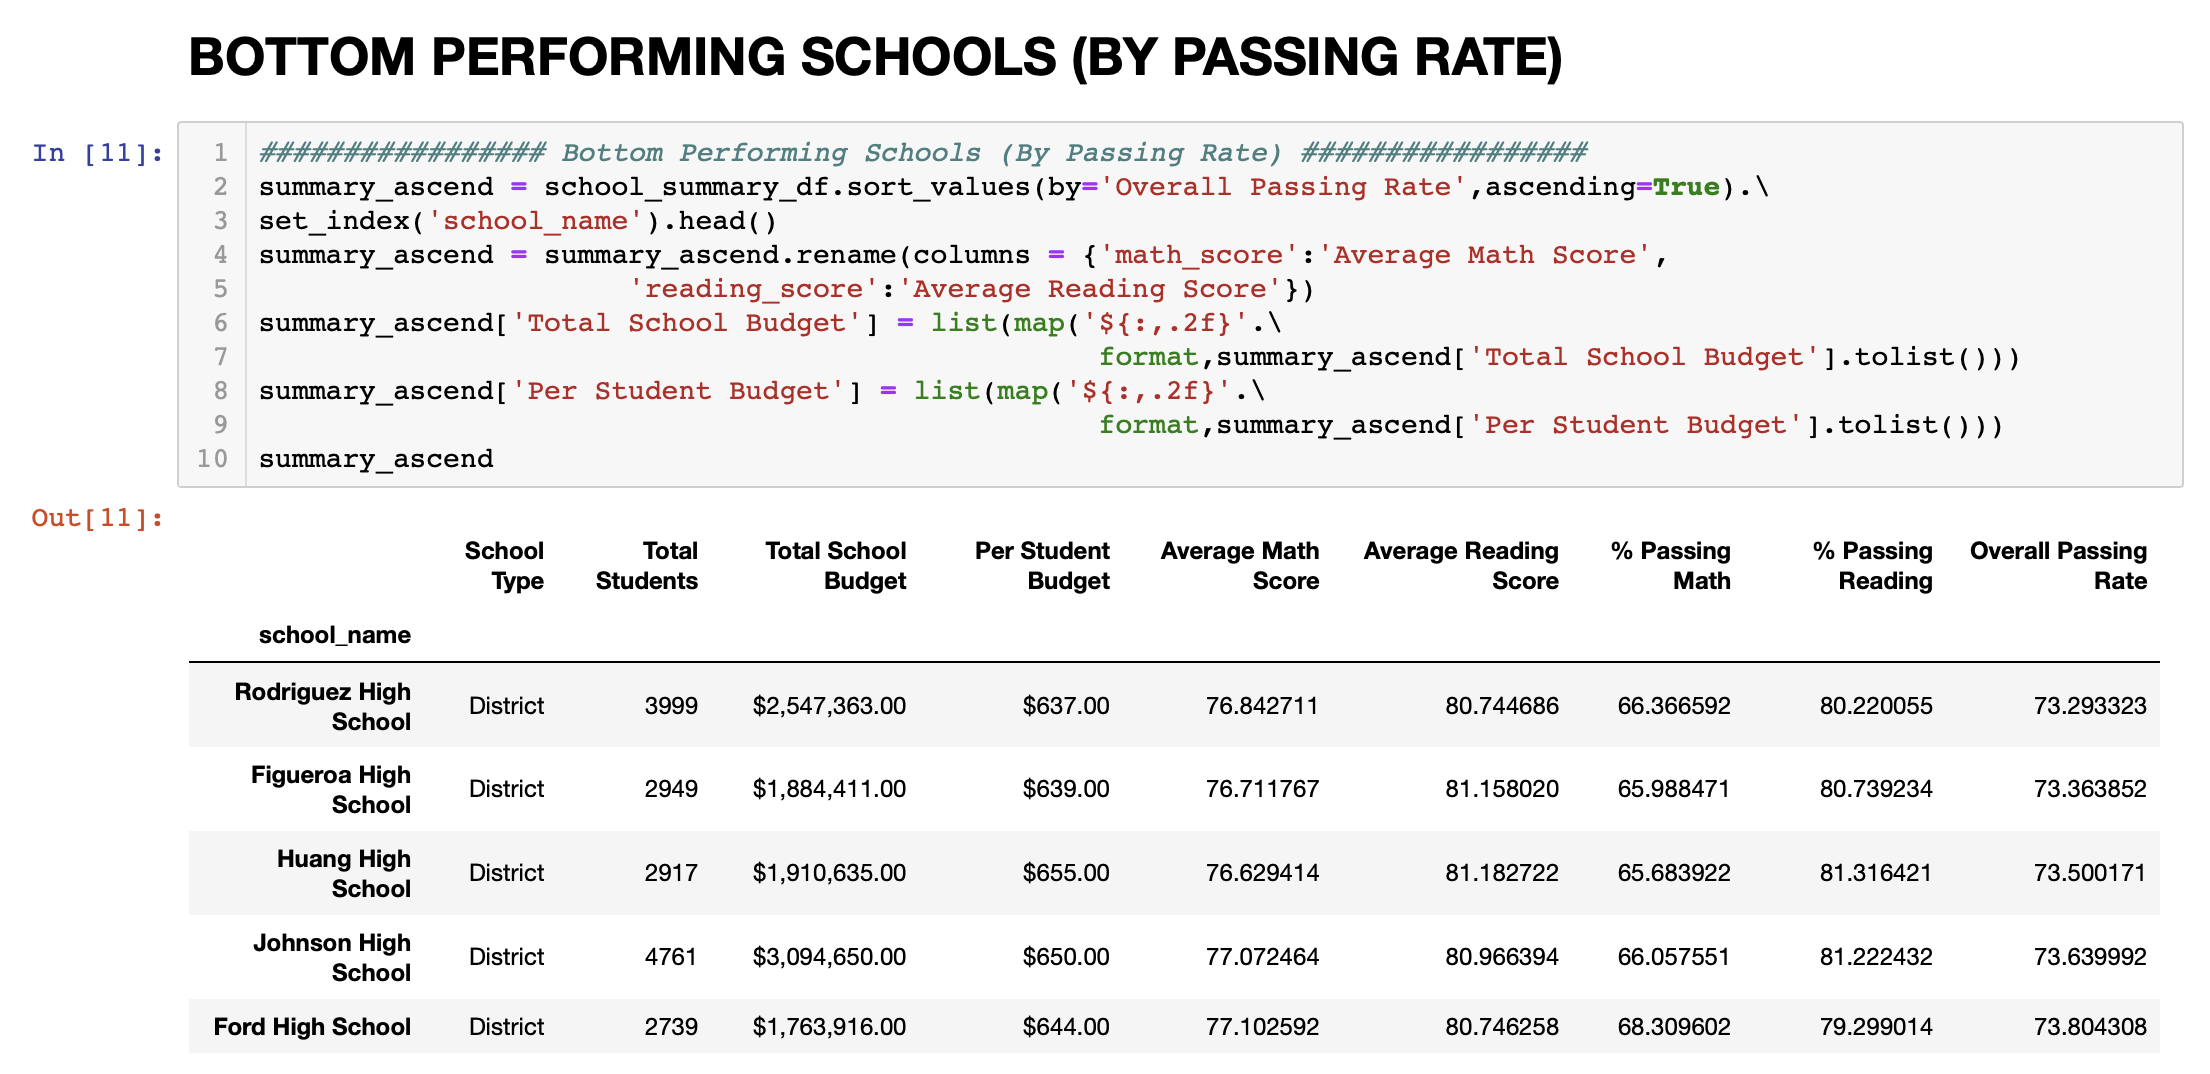 BOTTOM PERFORMING SCHOOLS (BY PASSING RATE)
In [11]:
1 ################# Bottom Performing Schools (By Passing Rate) #################
2 summary_ascend = school_summary_df.sort_values(by='Overall Passing Rate',ascending=True).\
3 set_index('school_name').head()
4 summary_ascend = summary_ascend.rename(columns = {'math_score':'Average Math Score',
5                       'reading_score':'Average Reading Score'})
6 summary_ascend['Total School Budget'] = list(map('${:,.2f}'.\
7                                                   format,summary_ascend['Total School Budget'].tolist()))
8 summary_ascend['Per Student Budget'] = list(map('${:,.2f}'.\
9                                                   format,summary_ascend['Per Student Budget'].tolist()))
10 summary_ascend
Out[11]:
School Total Total School Per Student Average Math Average Reading % Passing % Passing Overall Passing
Type Students Budget Budget Score Score Math Reading Rate
school_name
Rodriguez High
School District 3999 $2,547,363.00 $637.00 76.842711 80.744686 66.366592 80.220055 73.293323
Figueroa High
School District 2949 $1,884,411.00 $639.00 76.711767 81.158020 65.988471 80.739234 73.363852
Huang High
School District 2917 $1,910,635.00 $655.00 76.629414 81.182722 65.683922 81.316421 73.500171
Johnson High
School District 4761 $3,094,650.00 $650.00 77.072464 80.966394 66.057551 81.222432 73.639992
Ford High School District 2739 $1,763,916.00 $644.00 77.102592 80.746258 68.309602 79.299014 73.804308